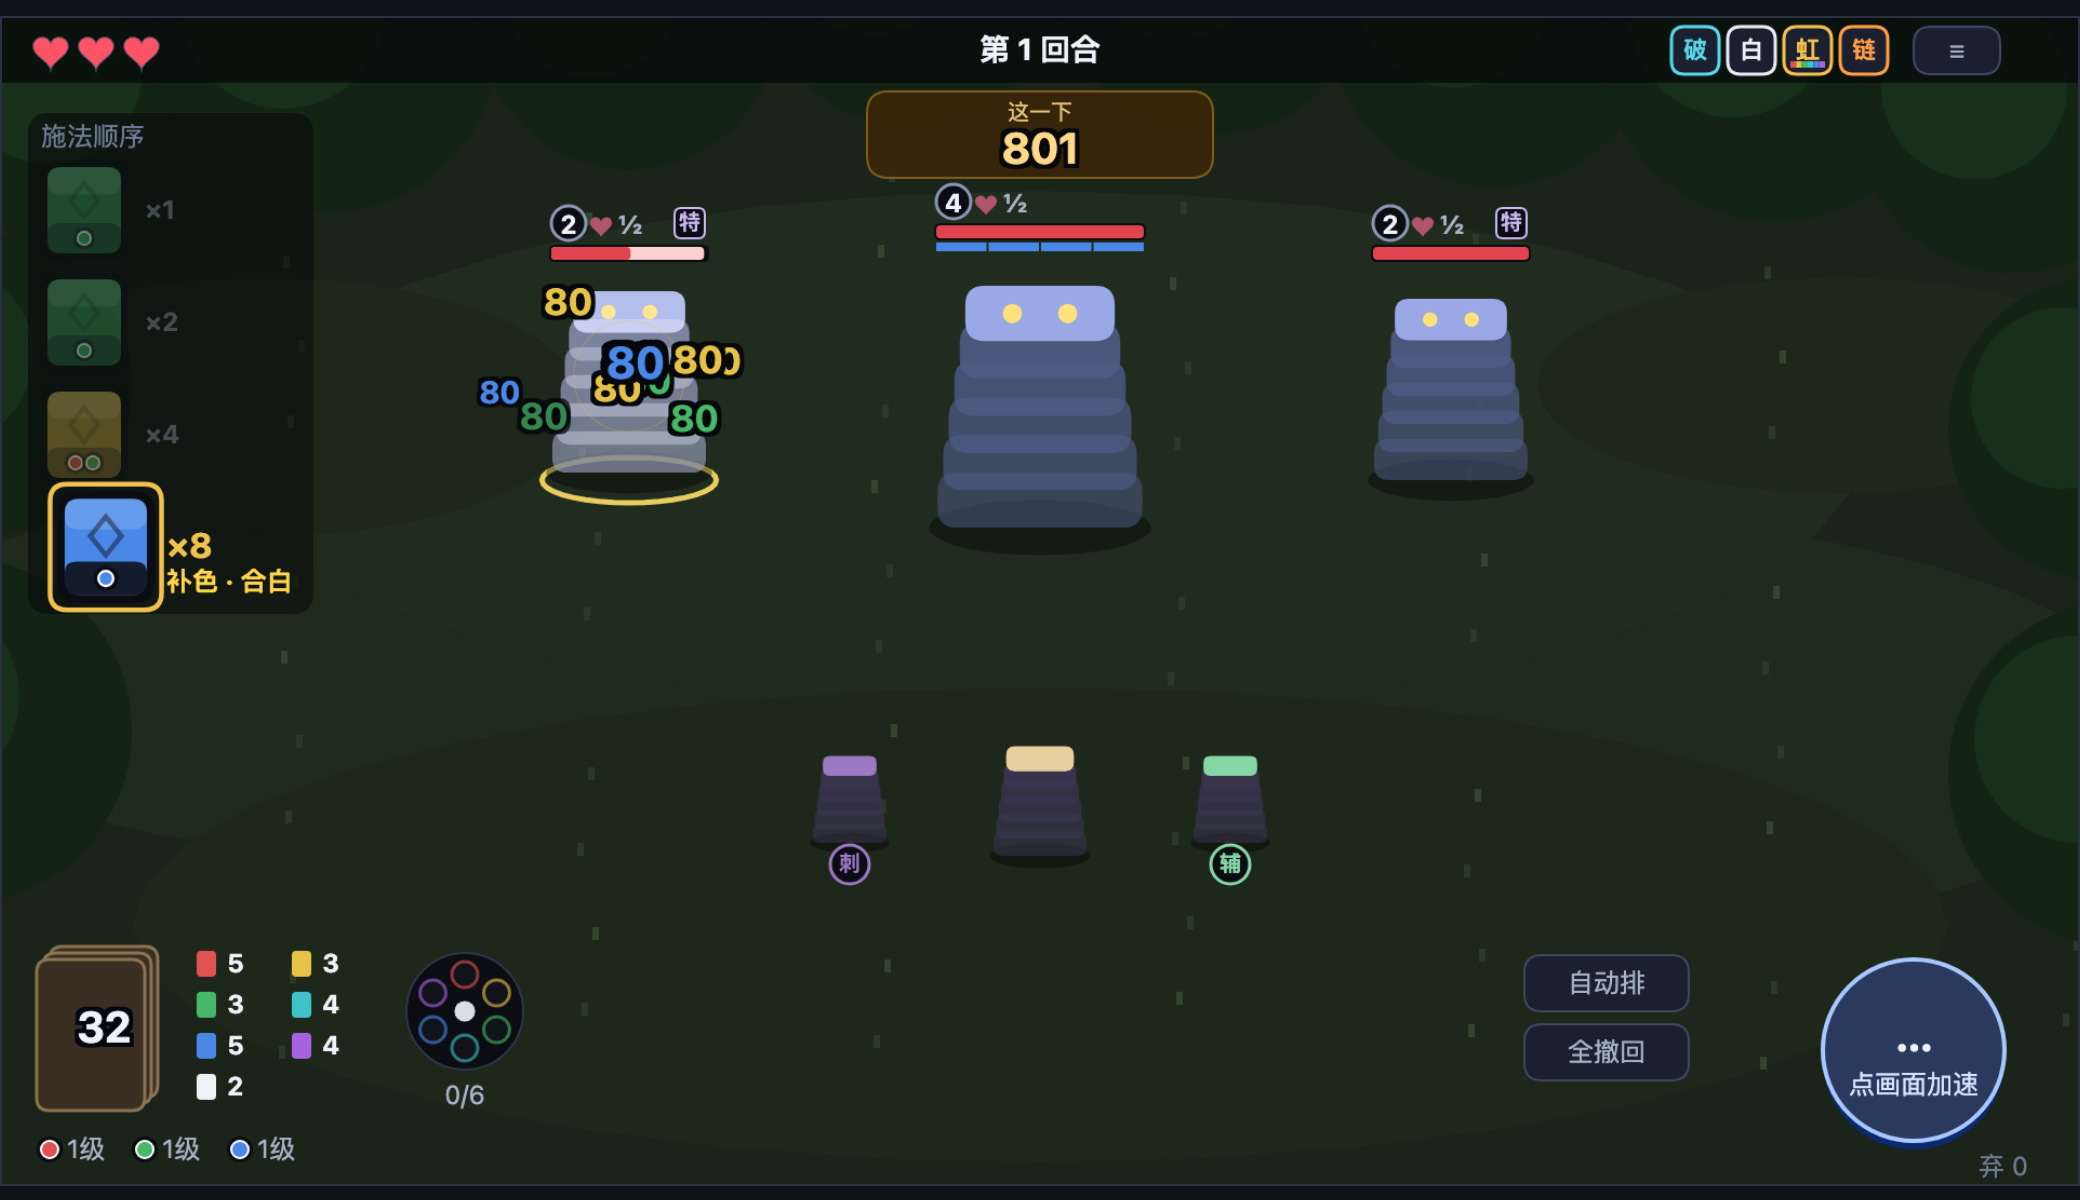 第 1 回合
破 白 虹 链 ≡
这一下
801
施法顺序
×1
×2
×4
×8
补色 · 合白
2 ½ 特
4 ½
2 ½ 特
80
80 80
80
80 80 80
刺 辅
32
5 3
3 4
5 4
2
0/6
1级 1级 1级
自动排
全撤回
•••
点画面加速
弃 0